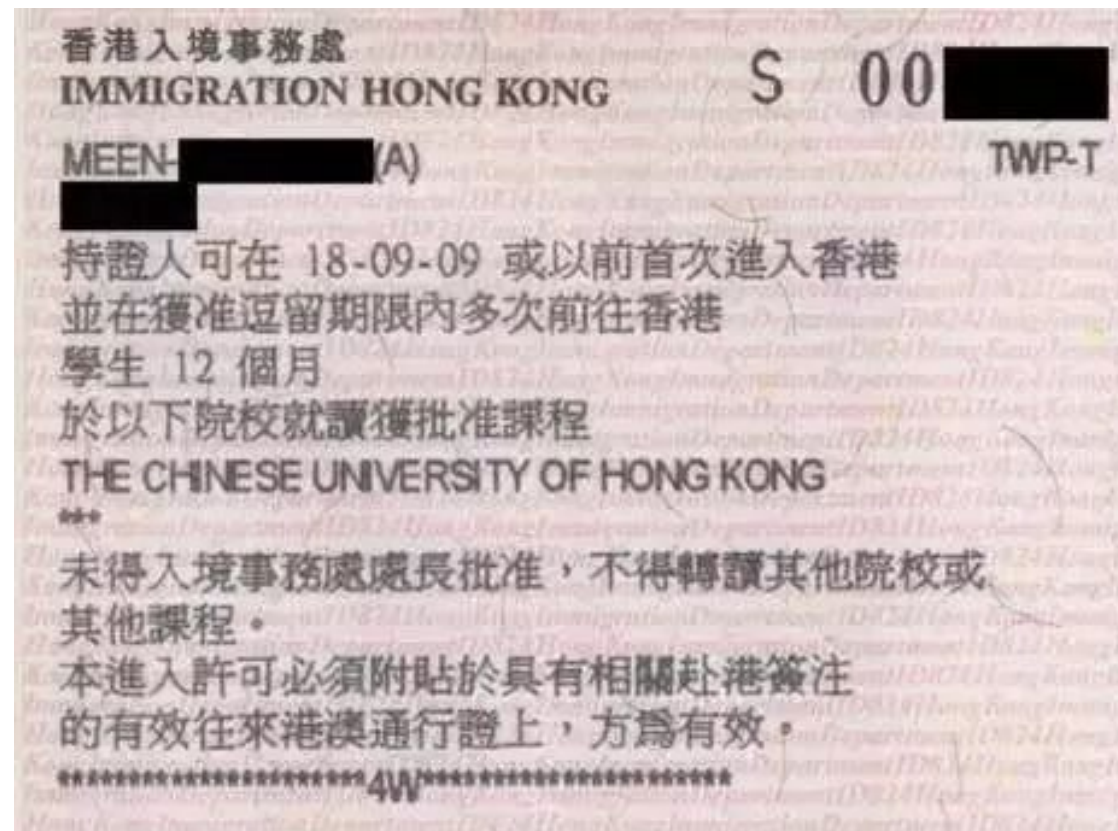 香港入境事務處
IMMIGRATION HONG KONG S 00
MEEN- (A) TWP-T
持證人可在 18-09-09 或以前首次進入香港
並在獲准逗留期限內多次前往香港
學生 12 個月
於以下院校就讀獲批准課程
THE CHINESE UNIVERSITY OF HONG KONG
***
未得入境事務處處長批准，不得轉讀其他院校或
其他課程。
本進入許可必須附貼於具有相關赴港簽注
的有效往來港澳通行證上，方爲有效。
**********************4W**********************